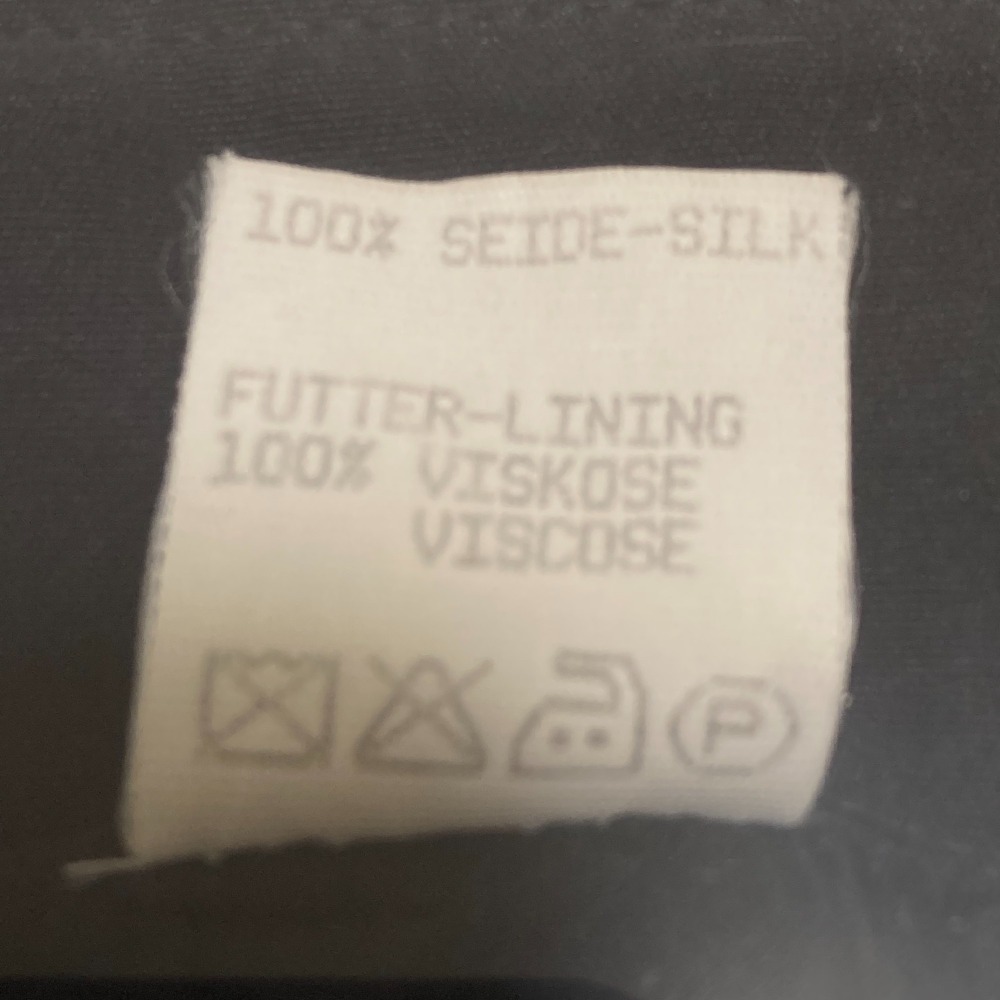 100% SEIDE-SILK
FUTTER-LINING
100% VISKOSE
VISCOSE
P